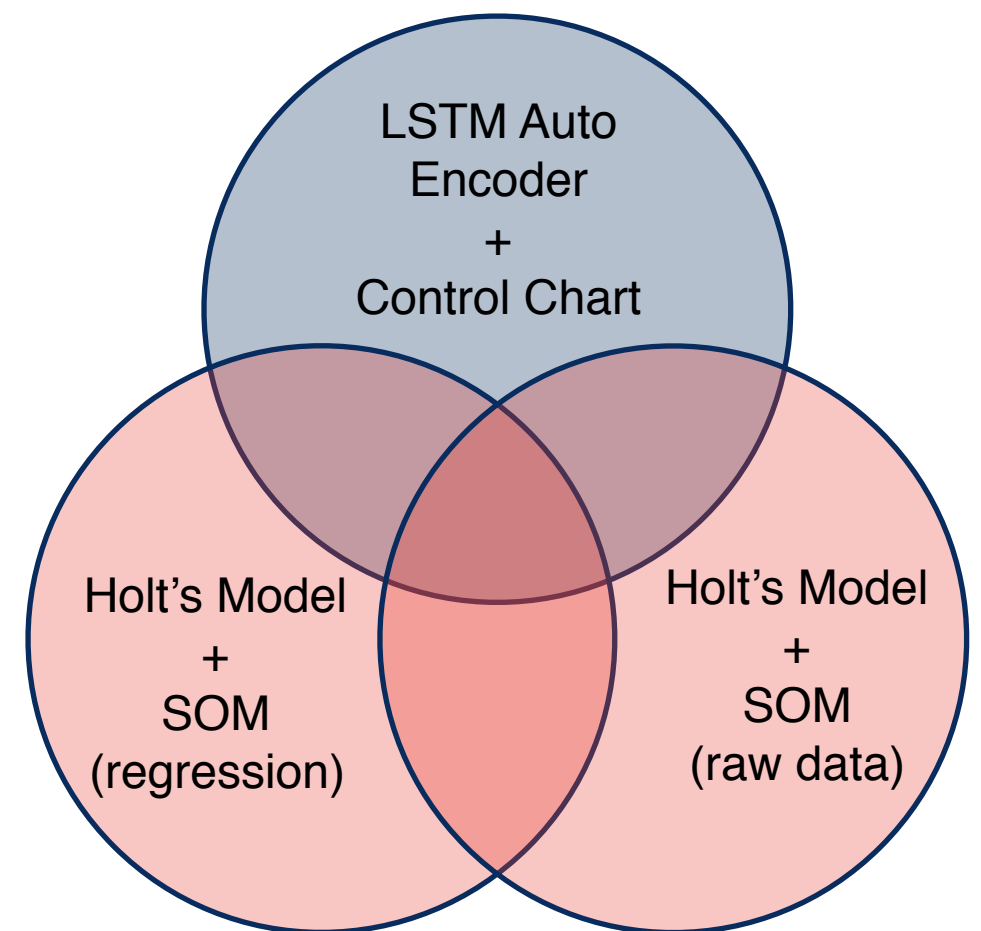 LSTM Auto
Encoder
+
Control Chart
Holt’s Model
+
SOM
(regression)
Holt’s Model
+
SOM
(raw data)